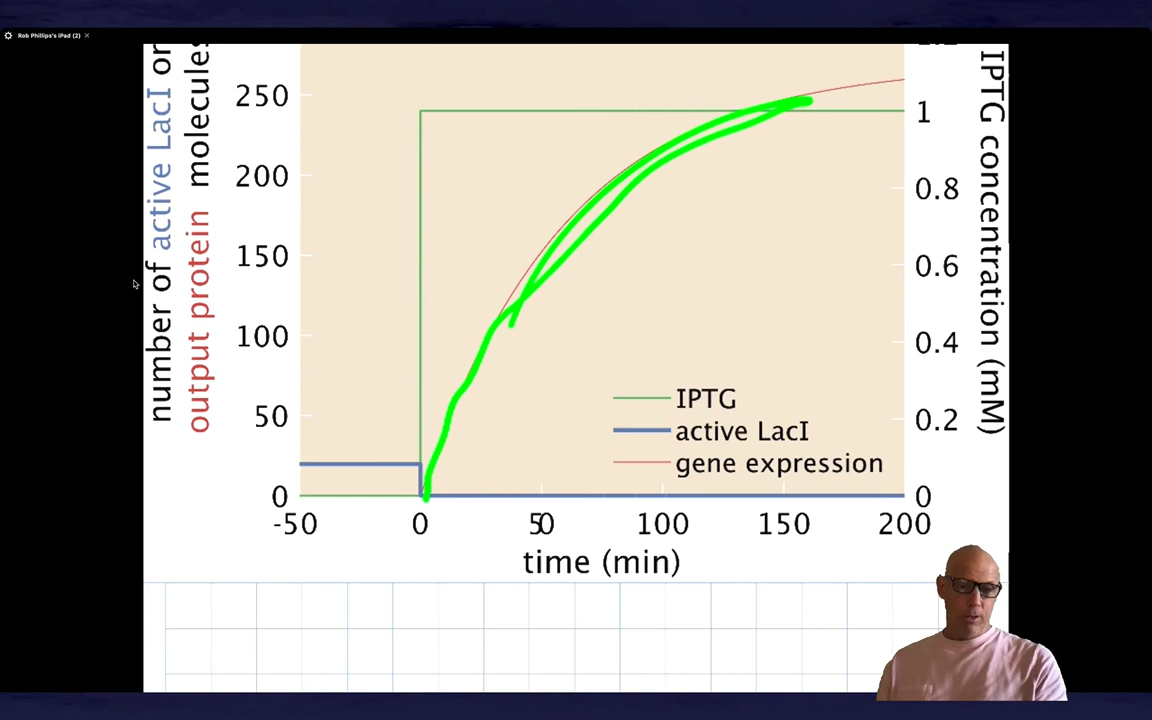 Rob Phillips's iPad (2)
number of active LacI or
output protein molecules
250
200
150
100
50
0
-50
0
50
100
150
200
time (min)
1
0.8
0.6
0.4
0.2
0
IPTG concentration (mM)
IPTG
active LacI
gene expression